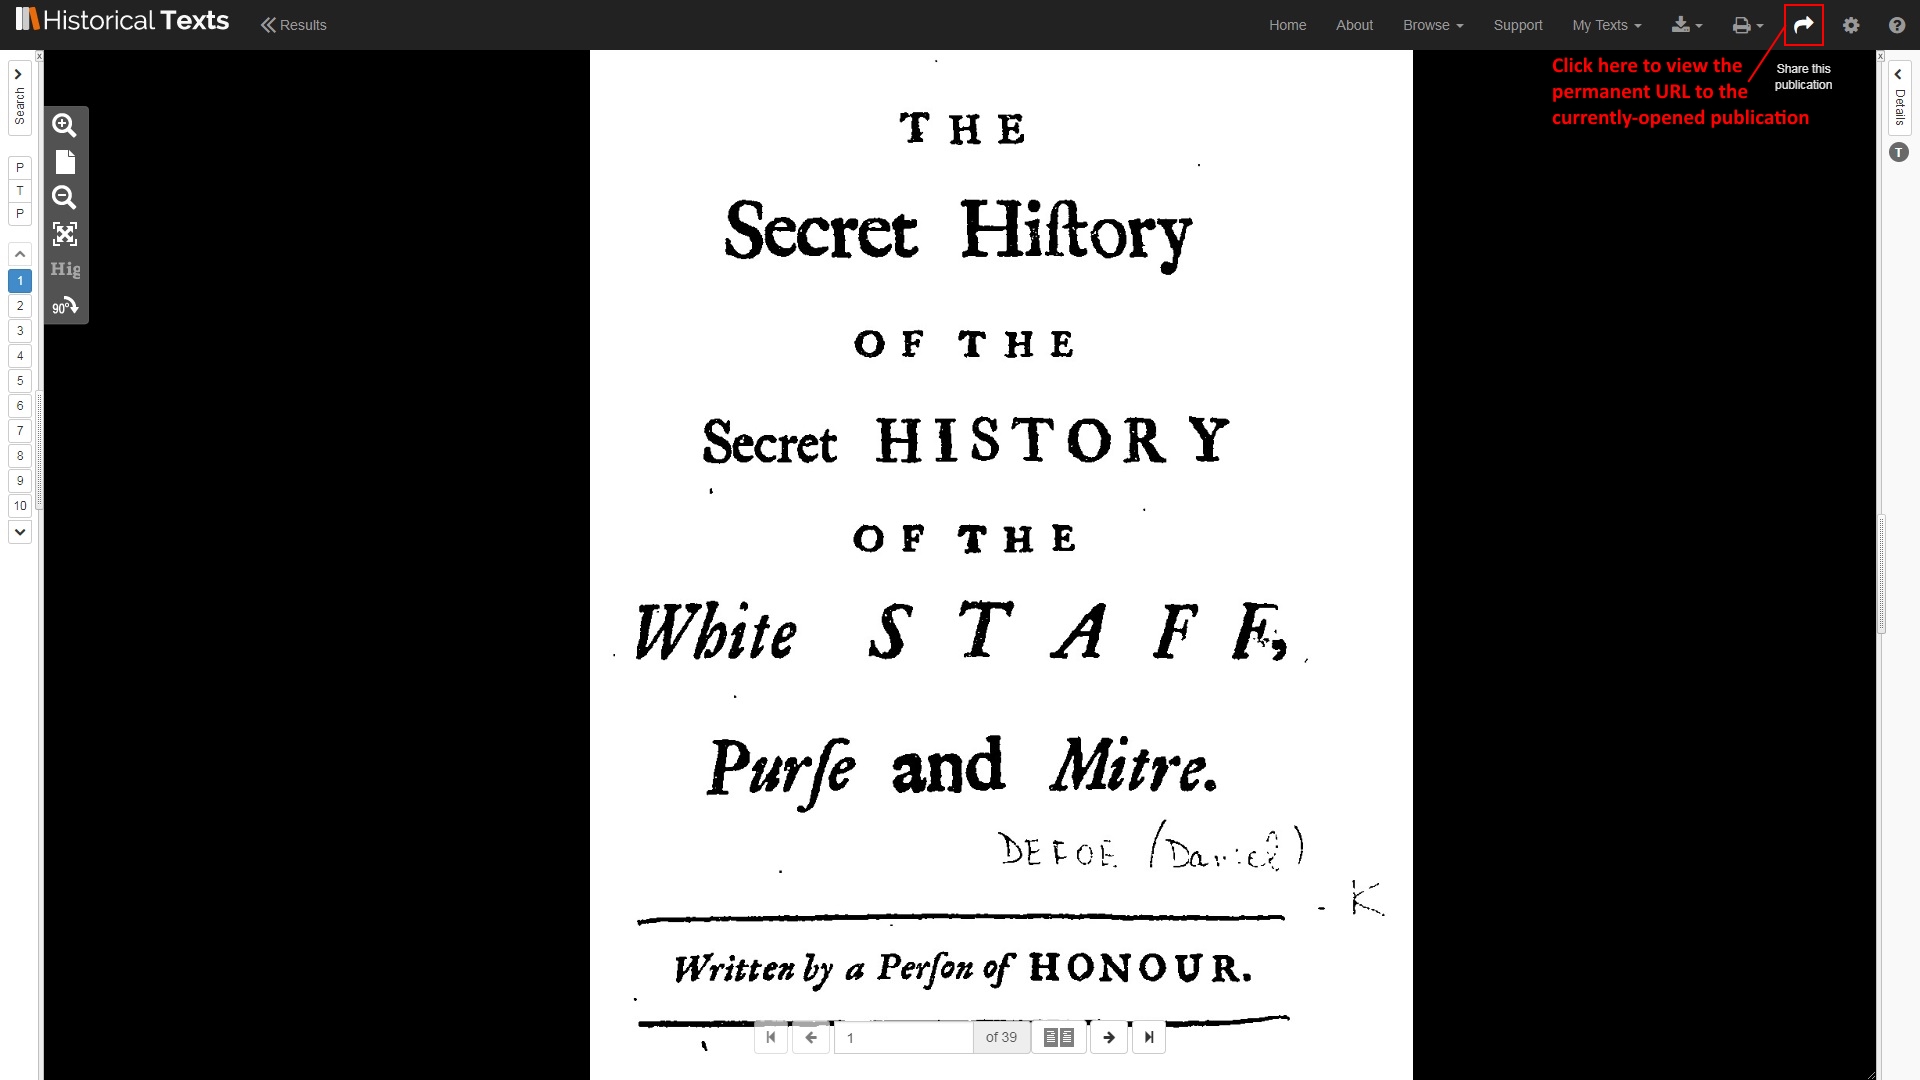 Historical Texts
Results
Home
About
Browse
Support
My Texts
Click here to view the
permanent URL to the
currently-opened publication
Share this
publication
Search
Details
T
P
T
P
1
2
3
4
5
6
7
8
9
10
Hig
90°
THE
Secret Hiſtory
OF THE
Secret HISTORY
OF THE
White STAFF,
Purſe and Mitre.
DEFOE (Daniel)
- K
Written by a Perſon of HONOUR.
1
of 39